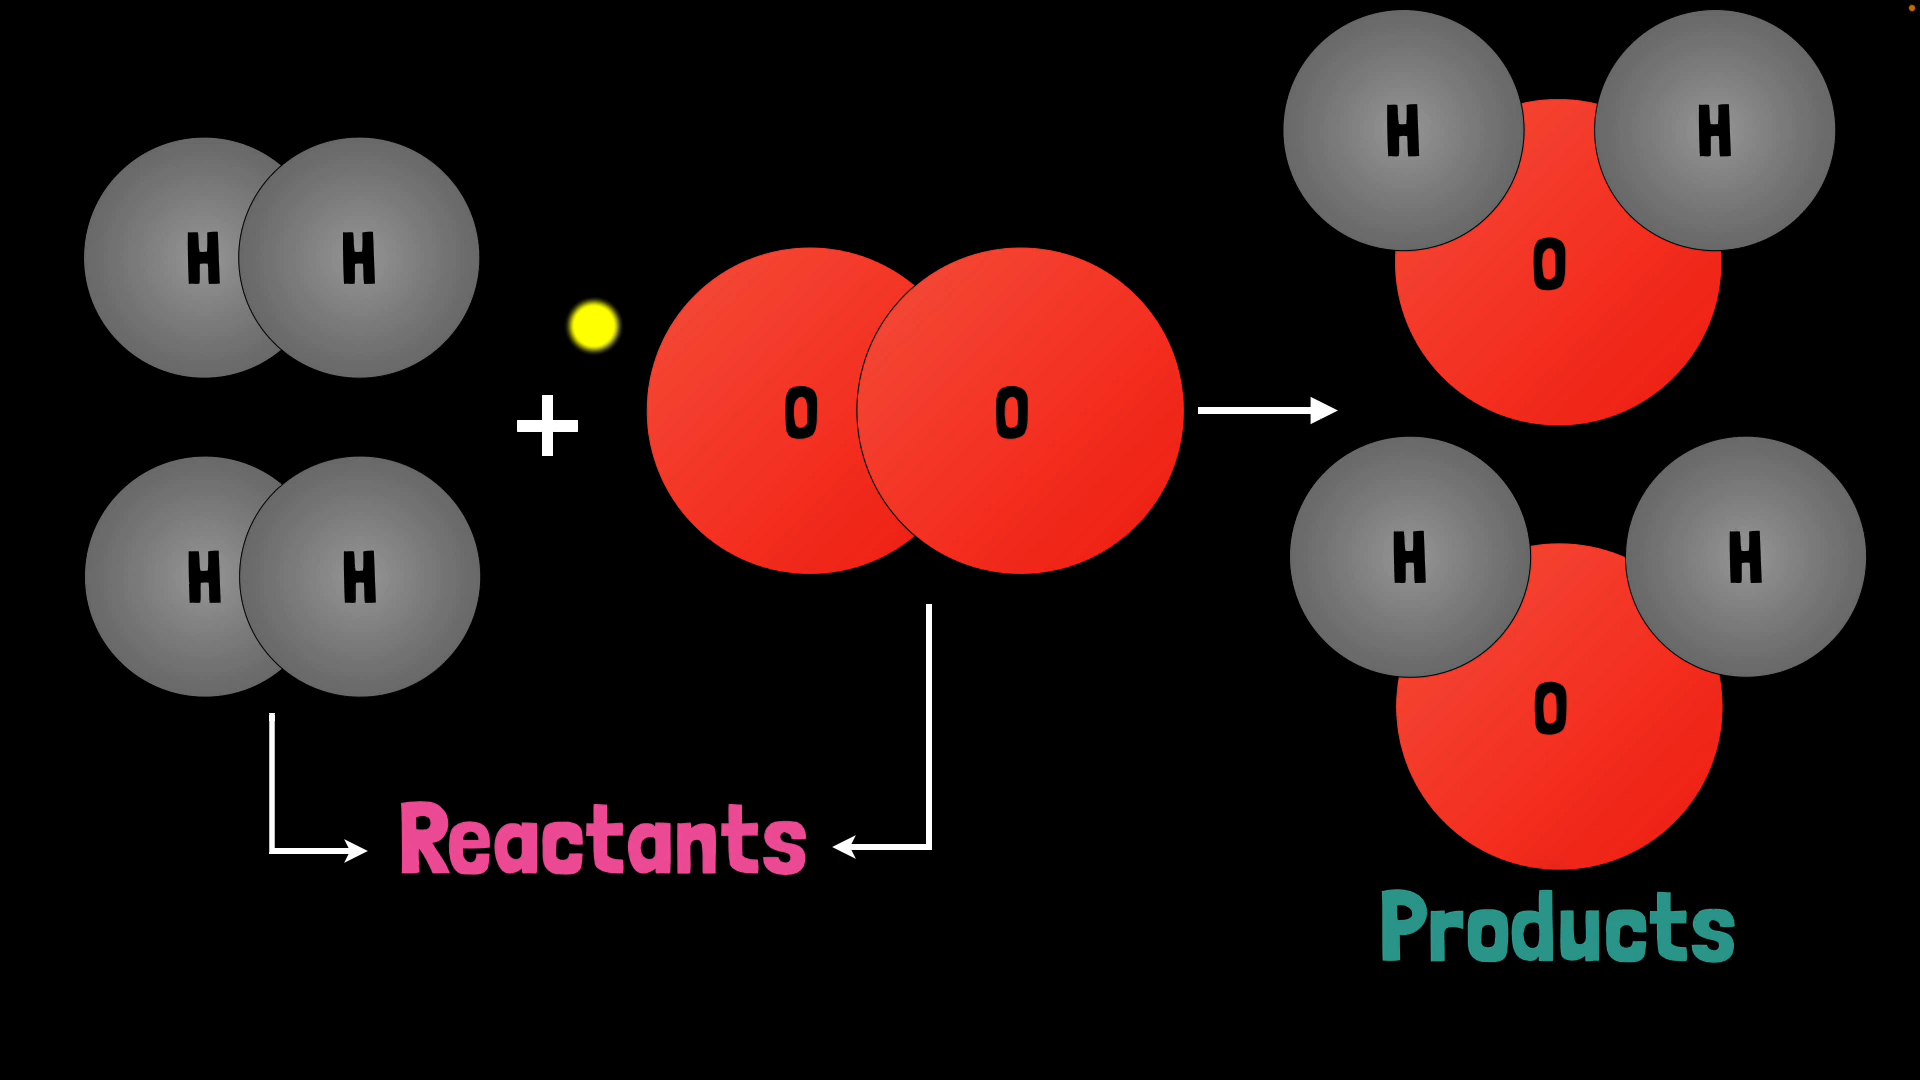 H H
H H
+
O O
H H
O
H H
O
Reactants
Products